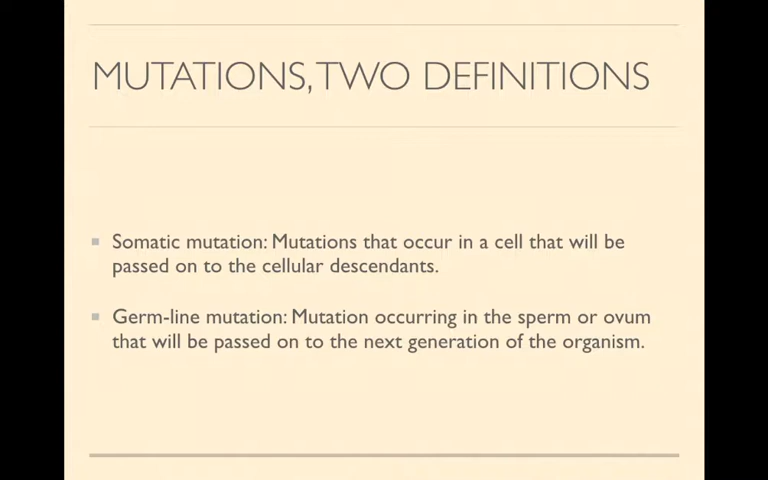 MUTATIONS, TWO DEFINITIONS
Somatic mutation: Mutations that occur in a cell that will be
passed on to the cellular descendants.
Germ-line mutation: Mutation occurring in the sperm or ovum
that will be passed on to the next generation of the organism.